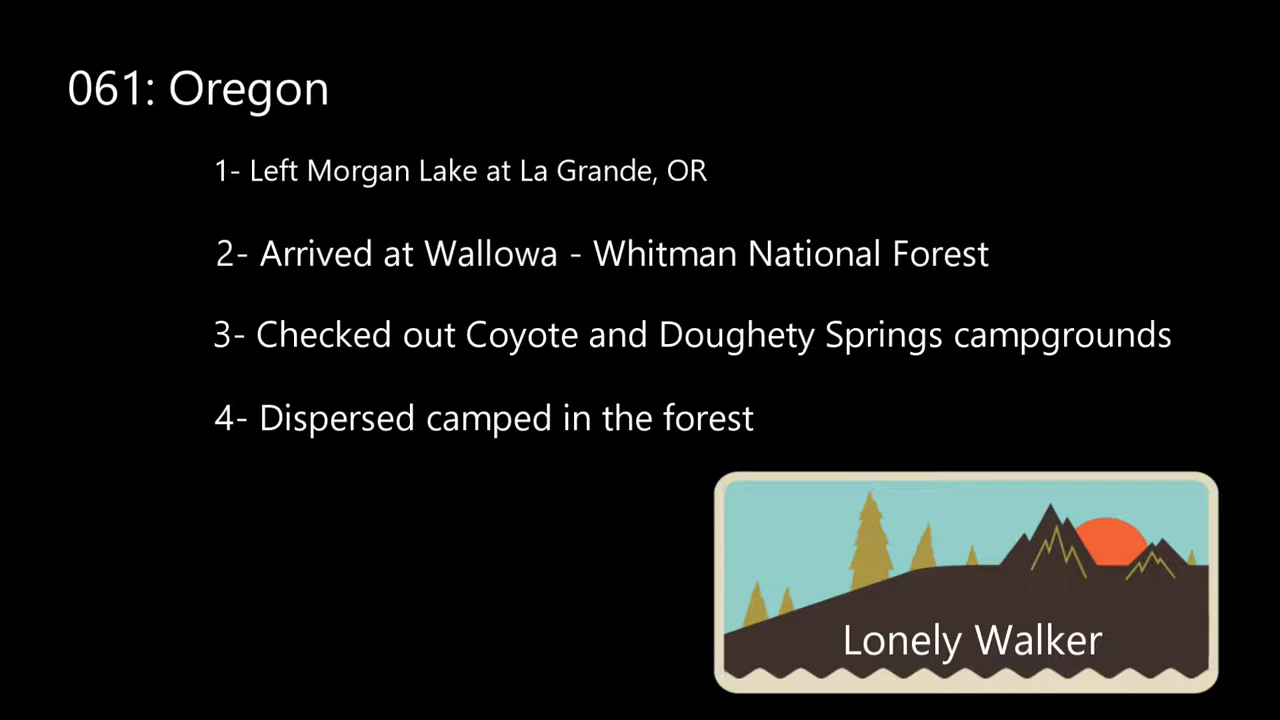 061: Oregon
1- Left Morgan Lake at La Grande, OR
2- Arrived at Wallowa - Whitman National Forest
3- Checked out Coyote and Doughety Springs campgrounds
4- Dispersed camped in the forest
Lonely Walker